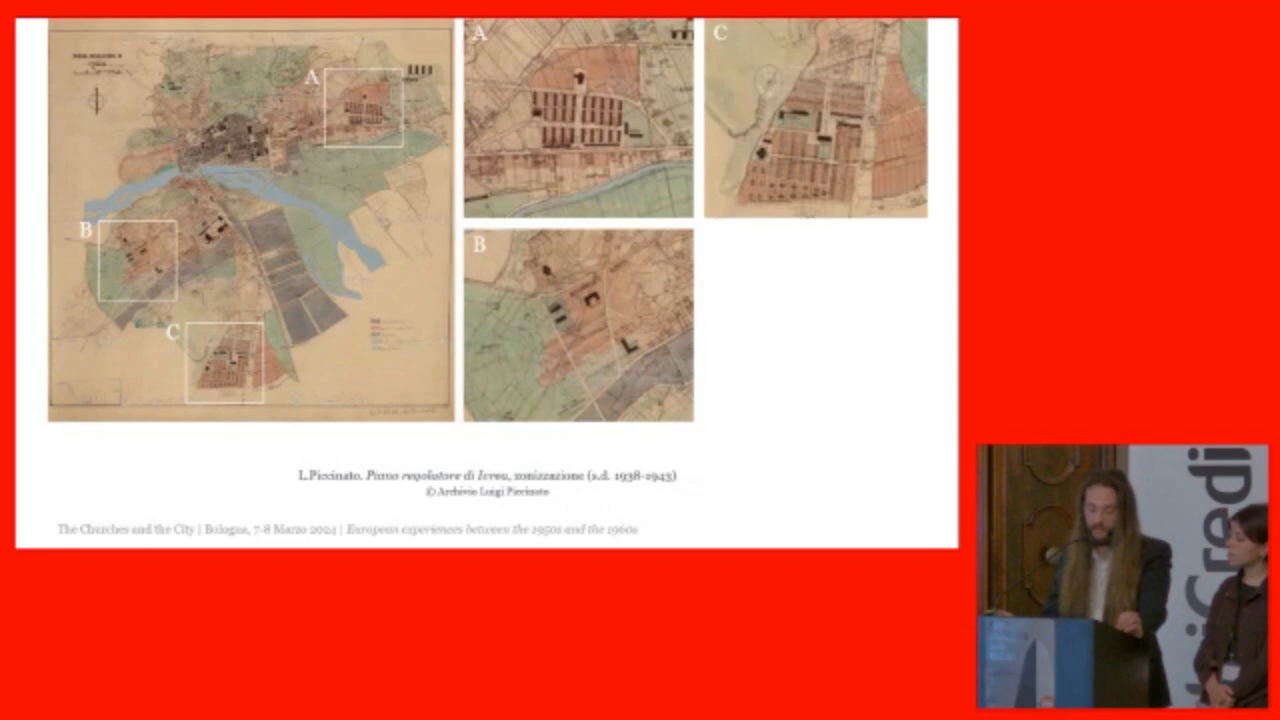 A
B
C
A
C
B
L.Piccinato. Piano regolatore di Ivrea, zonizzazione (s.d. 1938-1943)
© Archivio Luigi Piccinato
The Churches and the City | Bologna, 7-8 Marzo 2024 | European experiences between the 1950s and the 1960s
iCredi